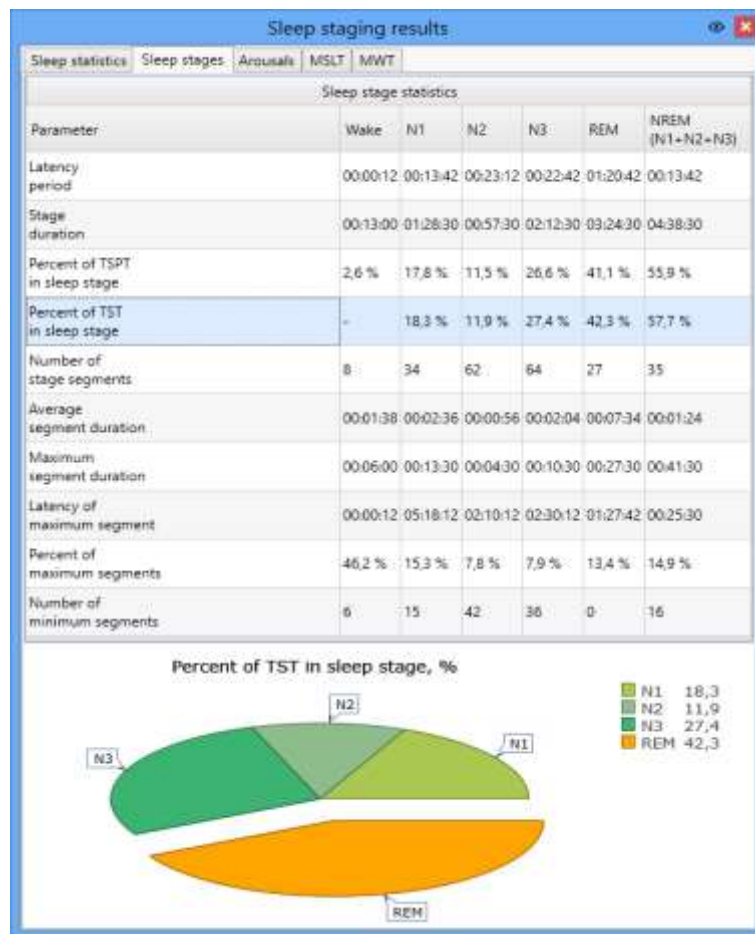 Sleep staging results
Sleep statistics Sleep stages Arousals MSLT MWT
Sleep stage statistics
Parameter Wake N1 N2 N3 REM NREM (N1+N2+N3)
Latency period 00:00:12 00:13:42 00:23:12 00:22:42 01:20:42 00:13:42
Stage duration 00:13:00 01:28:30 00:57:30 02:12:30 03:24:30 04:38:30
Percent of TSPT in sleep stage 2,6 % 17,8 % 11,5 % 26,6 % 41,1 % 55,9 %
Percent of TST in sleep stage - 18,3 % 11,9 % 27,4 % 42,3 % 57,7 %
Number of stage segments 8 34 62 64 27 35
Average segment duration 00:01:38 00:02:36 00:00:56 00:02:04 00:07:34 00:01:24
Maximum segment duration 00:06:00 00:13:30 00:04:30 00:10:30 00:27:30 00:41:30
Latency of maximum segment 00:00:12 05:18:12 02:10:12 02:30:12 01:27:42 00:25:30
Percent of maximum segments 46,2 % 15,3 % 7,8 % 7,9 % 13,4 % 14,9 %
Number of minimum segments 6 15 42 36 0 16
Percent of TST in sleep stage, %
N1 18,3
N2 11,9
N3 27,4
REM 42,3
N2
N1
N3
REM